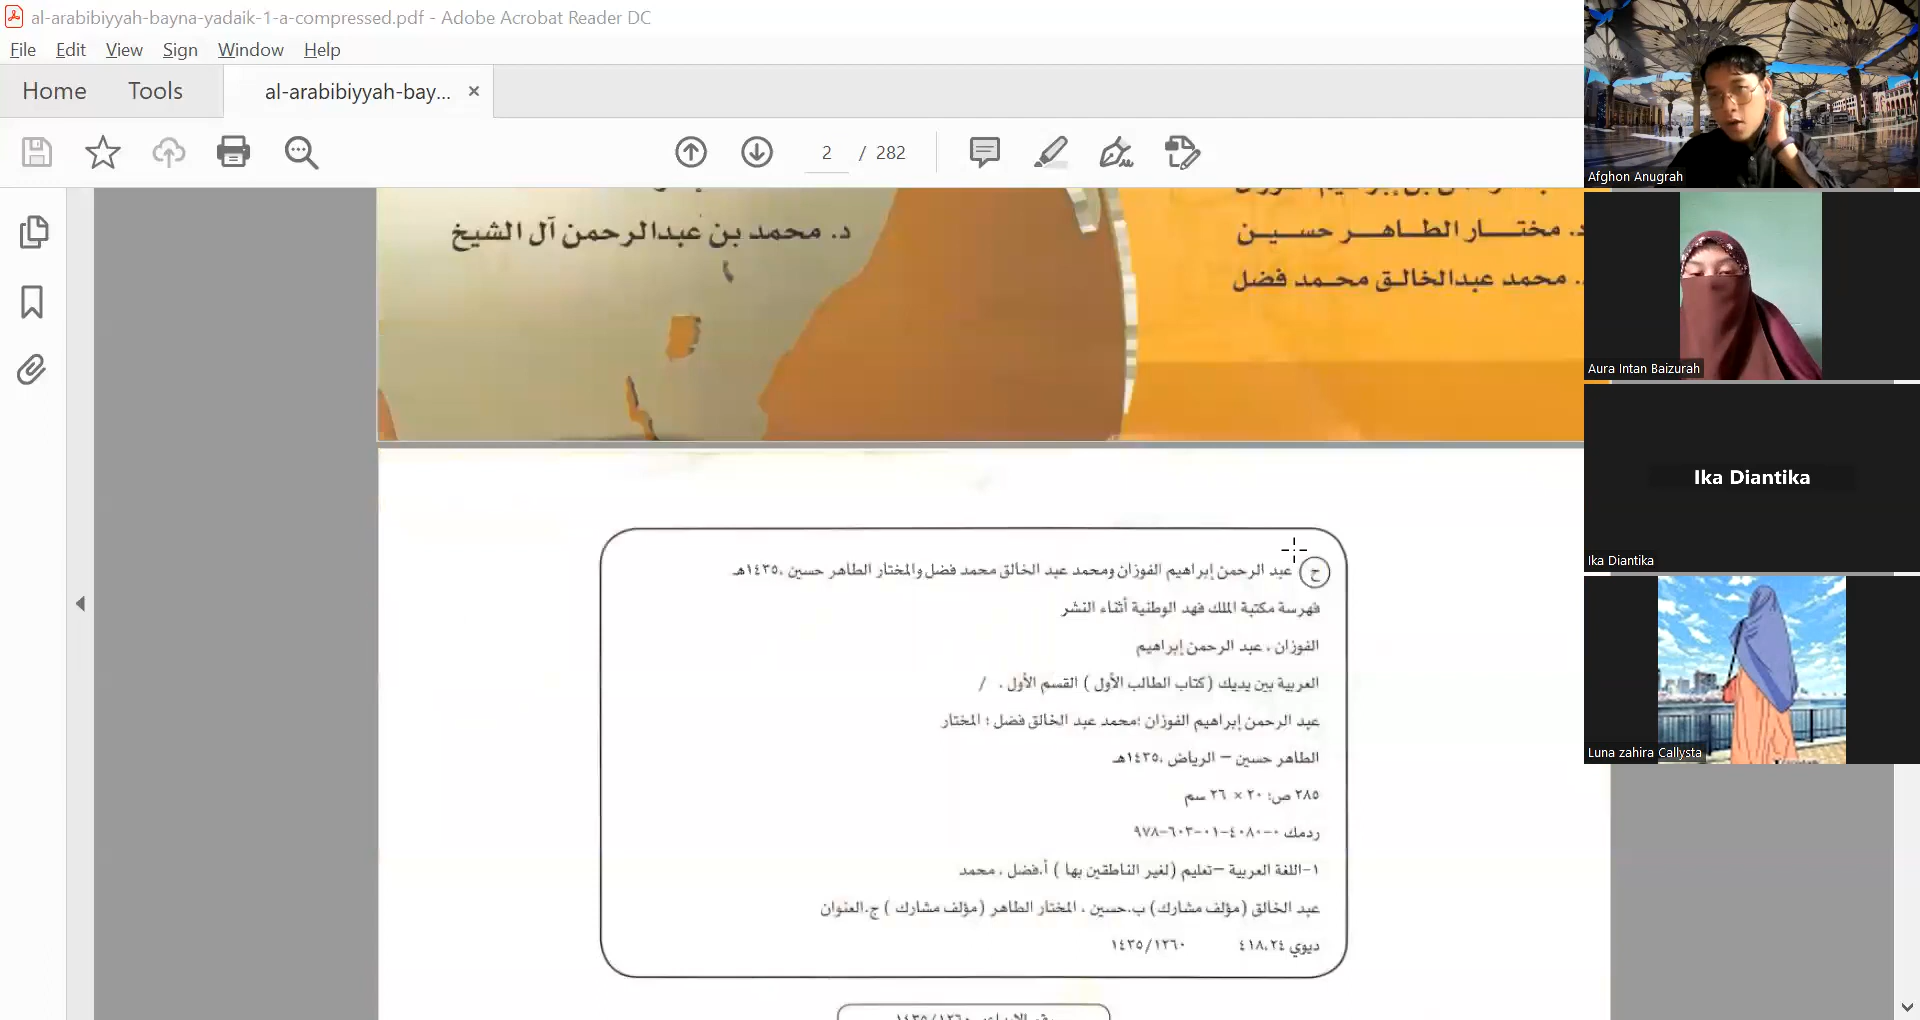 al-arabibiyyah-bayna-yadaik-1-a-compressed.pdf - Adobe Acrobat Reader DC
File Edit View Sign Window Help
Home Tools al-arabibiyyah-bay... ×
2 / 282
د. محمد بن عبدالرحمن آل الشيخ
د. مختار الطاهر حسين
محمد عبدالخالق محمد فضل
ح عبد الرحمن إبراهيم الفوزان ومحمد عبد الخالق محمد فضل والمختار الطاهر حسين ،١٤٣٥هـ
فهرسة مكتبة الملك فهد الوطنية أثناء النشر
الفوزان ، عبد الرحمن إبراهيم
العربية بين يديك (كتاب الطالب الأول ) القسم الأول . /
عبد الرحمن إبراهيم الفوزان ؛محمد عبد الخالق فضل ؛ المختار
الطاهر حسين – الرياض ،١٤٣٥هـ
٢٨٥ ص؛ ٢٠ × ٢٦ سم
ردمك ٠-٤٠٨٠-٠١-٦٠٣-٩٧٨
١-اللغة العربية –تعليم (لغير الناطقين بها ) أ.فضل ، محمد
عبد الخالق (مؤلف مشارك) ب.حسين ، المختار الطاهر (مؤلف مشارك ) ج.العنوان
ديوي ٤١٨،٢٤ ١٤٣٥/١٢٦٠
Afghon Anugrah
Aura Intan Baizurah
Ika Diantika
Ika Diantika
Luna zahira Callysta